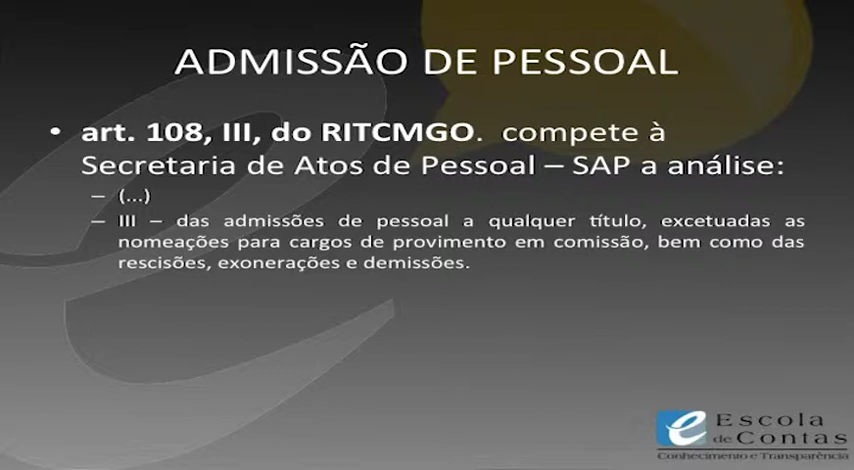 ADMISSÃO DE PESSOAL
• art. 108, III, do RITCMGO. compete à
Secretaria de Atos de Pessoal – SAP a análise:
– (...)
– III – das admissões de pessoal a qualquer título, excetuadas as
nomeações para cargos de provimento em comissão, bem como das
rescisões, exonerações e demissões.
e Escola
de Contas
Conhecimento e Transparência